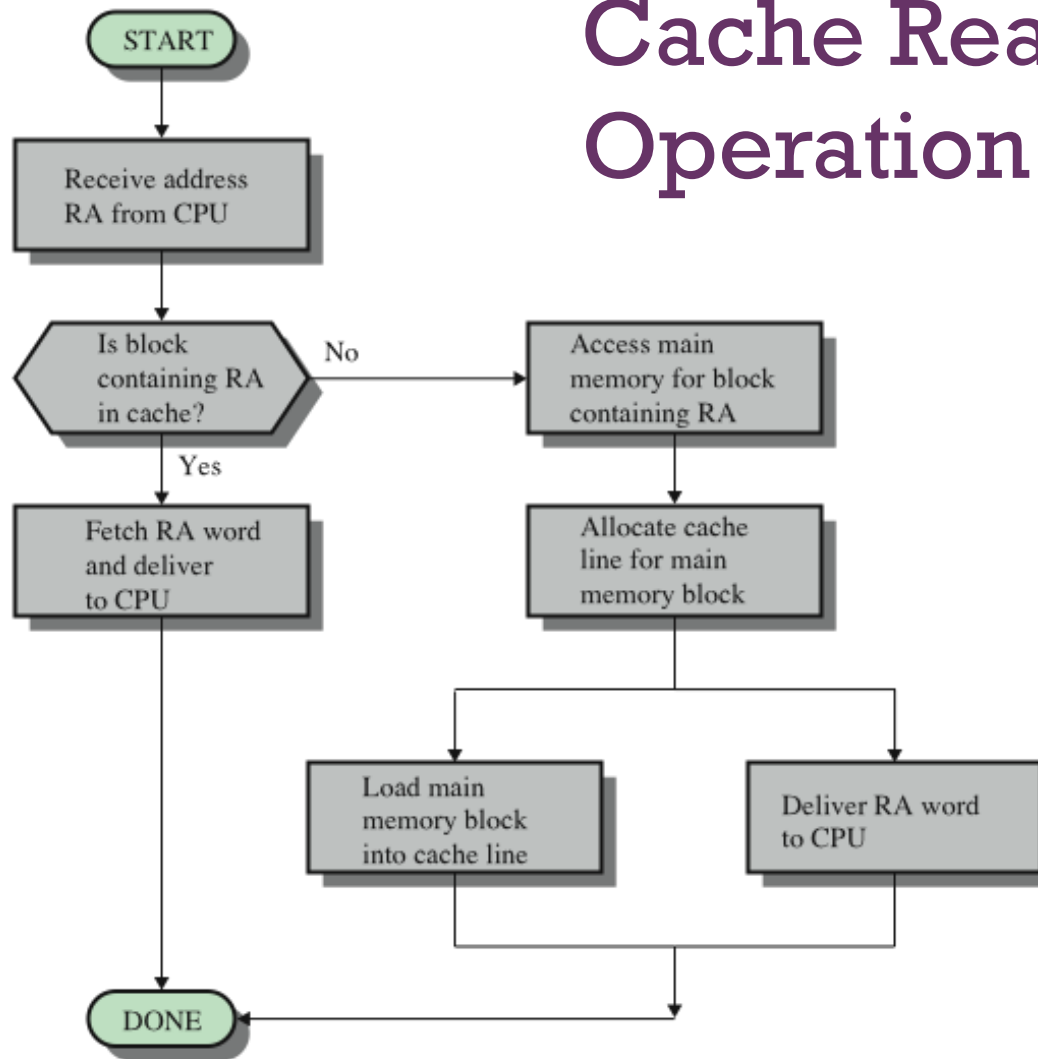 Cache Rea
Operation
START
Receive address
RA from CPU
Is block
containing RA
in cache?
No
Yes
Access main
memory for block
containing RA
Fetch RA word
and deliver
to CPU
Allocate cache
line for main
memory block
Load main
memory block
into cache line
Deliver RA word
to CPU
DONE